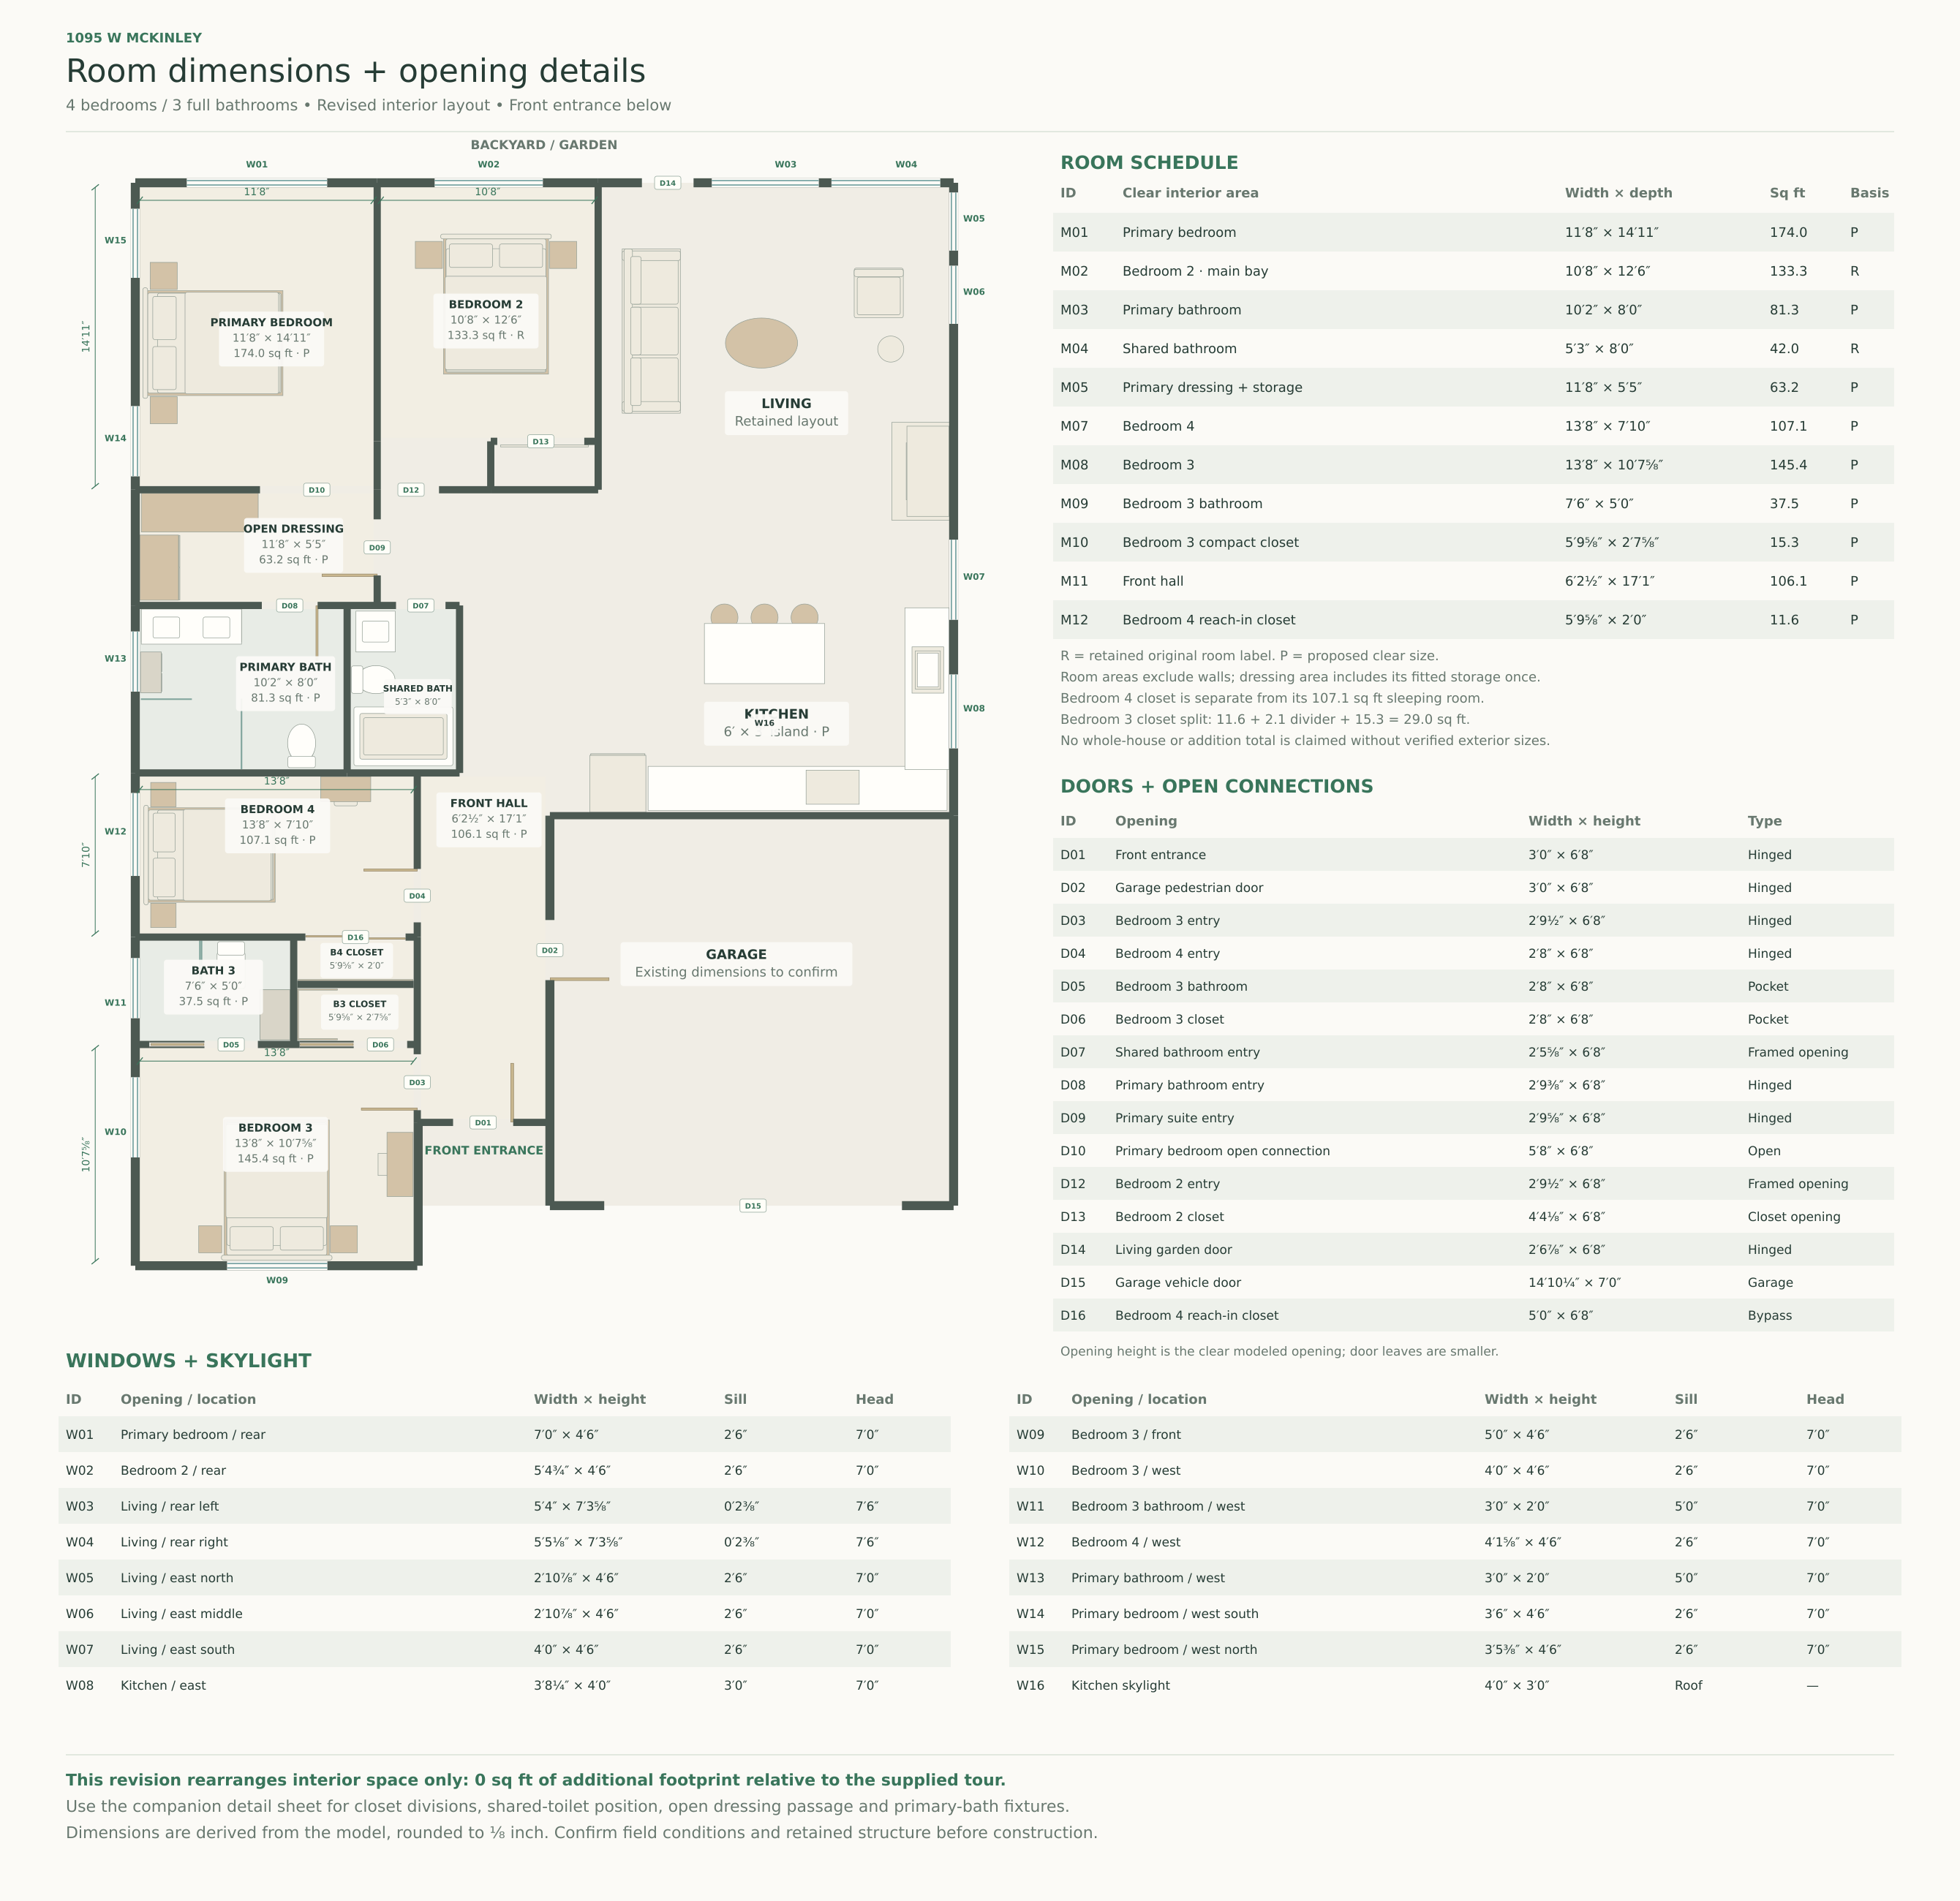 1095 W MCKINLEY
Room dimensions + opening details
4 bedrooms / 3 full bathrooms • Revised interior layout • Front entrance below
BACKYARD / GARDEN
W01
W02
W03
W04
D14
11′8″
10′8″
W05
W15
W06
14′11″
PRIMARY BEDROOM
11′8″ × 14′11″
174.0 sq ft · P
BEDROOM 2
10′8″ × 12′6″
133.3 sq ft · R
LIVING
Retained layout
W14
D13
D10
D12
OPEN DRESSING
11′8″ × 5′5″
63.2 sq ft · P
D09
W07
D08
D07
W13
PRIMARY BATH
10′2″ × 8′0″
81.3 sq ft · P
SHARED BATH
5′3″ × 8′0″
KITCHEN
W16
6′ × island · P
W08
13′8″
BEDROOM 4
13′8″ × 7′10″
107.1 sq ft · P
FRONT HALL
6′2½″ × 17′1″
106.1 sq ft · P
W12
7′10″
D04
D16
D02
B4 CLOSET
5′9⅝″ × 2′0″
GARAGE
Existing dimensions to confirm
BATH 3
7′6″ × 5′0″
37.5 sq ft · P
W11
B3 CLOSET
5′9⅝″ × 2′7⅝″
D05
D06
13′8″
D03
D01
W10
10′7⅝″
BEDROOM 3
13′8″ × 10′7⅝″
145.4 sq ft · P
FRONT ENTRANCE
D15
W09
ROOM SCHEDULE
ID Clear interior area Width × depth Sq ft Basis
M01 Primary bedroom 11′8″ × 14′11″ 174.0 P
M02 Bedroom 2 · main bay 10′8″ × 12′6″ 133.3 R
M03 Primary bathroom 10′2″ × 8′0″ 81.3 P
M04 Shared bathroom 5′3″ × 8′0″ 42.0 R
M05 Primary dressing + storage 11′8″ × 5′5″ 63.2 P
M07 Bedroom 4 13′8″ × 7′10″ 107.1 P
M08 Bedroom 3 13′8″ × 10′7⅝″ 145.4 P
M09 Bedroom 3 bathroom 7′6″ × 5′0″ 37.5 P
M10 Bedroom 3 compact closet 5′9⅝″ × 2′7⅝″ 15.3 P
M11 Front hall 6′2½″ × 17′1″ 106.1 P
M12 Bedroom 4 reach-in closet 5′9⅝″ × 2′0″ 11.6 P
R = retained original room label. P = proposed clear size.
Room areas exclude walls; dressing area includes its fitted storage once.
Bedroom 4 closet is separate from its 107.1 sq ft sleeping room.
Bedroom 3 closet split: 11.6 + 2.1 divider + 15.3 = 29.0 sq ft.
No whole-house or addition total is claimed without verified exterior sizes.
DOORS + OPEN CONNECTIONS
ID Opening Width × height Type
D01 Front entrance 3′0″ × 6′8″ Hinged
D02 Garage pedestrian door 3′0″ × 6′8″ Hinged
D03 Bedroom 3 entry 2′9½″ × 6′8″ Hinged
D04 Bedroom 4 entry 2′8″ × 6′8″ Hinged
D05 Bedroom 3 bathroom 2′8″ × 6′8″ Pocket
D06 Bedroom 3 closet 2′8″ × 6′8″ Pocket
D07 Shared bathroom entry 2′5⅝″ × 6′8″ Framed opening
D08 Primary bathroom entry 2′9⅜″ × 6′8″ Hinged
D09 Primary suite entry 2′9⅝″ × 6′8″ Hinged
D10 Primary bedroom open connection 5′8″ × 6′8″ Open
D12 Bedroom 2 entry 2′9½″ × 6′8″ Framed opening
D13 Bedroom 2 closet 4′4⅛″ × 6′8″ Closet opening
D14 Living garden door 2′6⅞″ × 6′8″ Hinged
D15 Garage vehicle door 14′10¼″ × 7′0″ Garage
D16 Bedroom 4 reach-in closet 5′0″ × 6′8″ Bypass
Opening height is the clear modeled opening; door leaves are smaller.
WINDOWS + SKYLIGHT
ID Opening / location Width × height Sill Head
W01 Primary bedroom / rear 7′0″ × 4′6″ 2′6″ 7′0″
W02 Bedroom 2 / rear 5′4¾″ × 4′6″ 2′6″ 7′0″
W03 Living / rear left 5′4″ × 7′3⅝″ 0′2⅜″ 7′6″
W04 Living / rear right 5′5⅛″ × 7′3⅝″ 0′2⅜″ 7′6″
W05 Living / east north 2′10⅞″ × 4′6″ 2′6″ 7′0″
W06 Living / east middle 2′10⅞″ × 4′6″ 2′6″ 7′0″
W07 Living / east south 4′0″ × 4′6″ 2′6″ 7′0″
W08 Kitchen / east 3′8¼″ × 4′0″ 3′0″ 7′0″
ID Opening / location Width × height Sill Head
W09 Bedroom 3 / front 5′0″ × 4′6″ 2′6″ 7′0″
W10 Bedroom 3 / west 4′0″ × 4′6″ 2′6″ 7′0″
W11 Bedroom 3 bathroom / west 3′0″ × 2′0″ 5′0″ 7′0″
W12 Bedroom 4 / west 4′1⅝″ × 4′6″ 2′6″ 7′0″
W13 Primary bathroom / west 3′0″ × 2′0″ 5′0″ 7′0″
W14 Primary bedroom / west south 3′6″ × 4′6″ 2′6″ 7′0″
W15 Primary bedroom / west north 3′5⅜″ × 4′6″ 2′6″ 7′0″
W16 Kitchen skylight 4′0″ × 3′0″ Roof —
This revision rearranges interior space only: 0 sq ft of additional footprint relative to the supplied tour.
Use the companion detail sheet for closet divisions, shared-toilet position, open dressing passage and primary-bath fixtures.
Dimensions are derived from the model, rounded to ⅛ inch. Confirm field conditions and retained structure before construction.